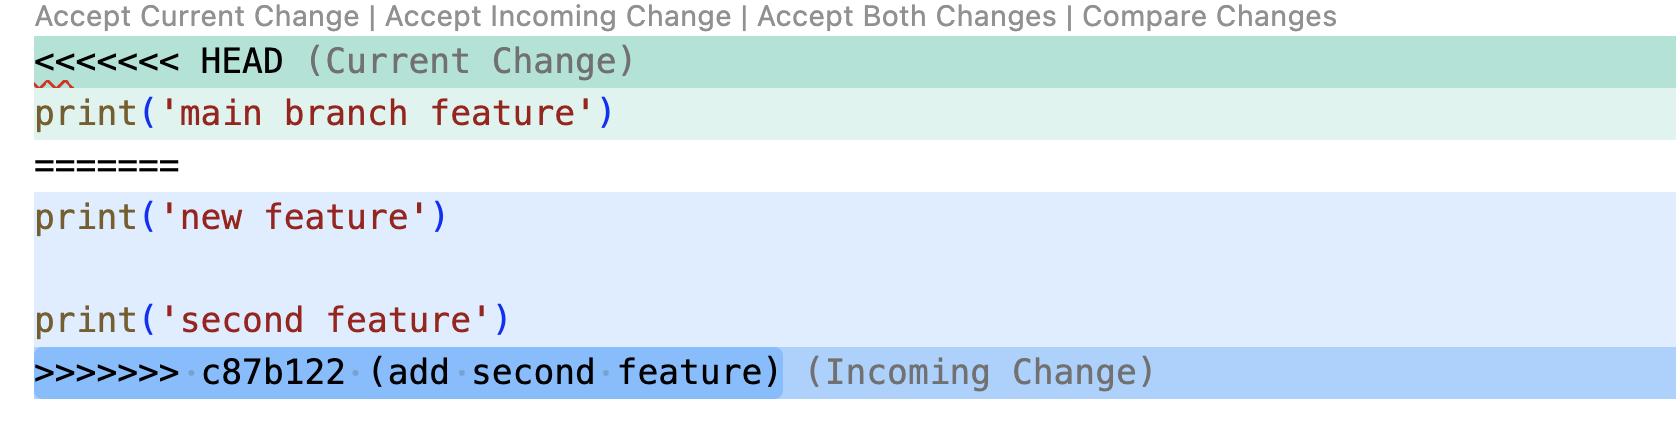 Accept Current Change | Accept Incoming Change | Accept Both Changes | Compare Changes
<<<<<<< HEAD (Current Change)
print('main branch feature')
=======
print('new feature')

print('second feature')
>>>>>>> c87b122 (add second feature) (Incoming Change)